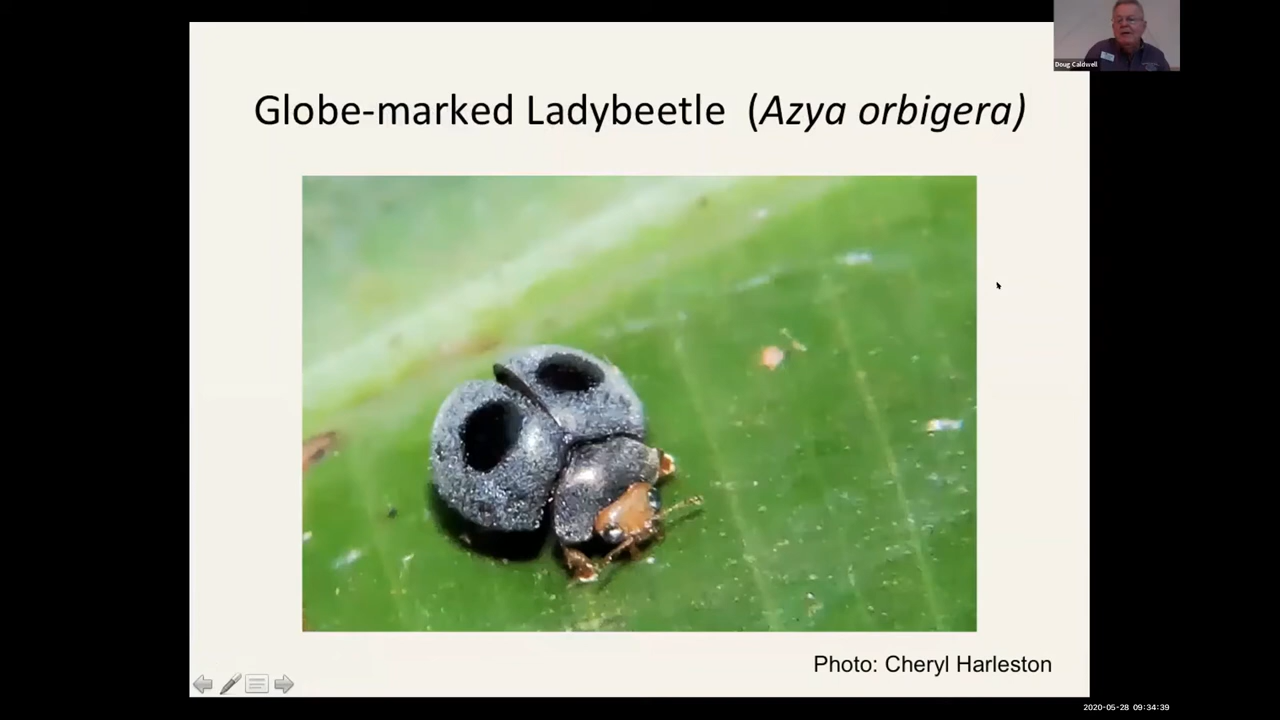 Doug Caldwell
Globe-marked Ladybeetle (Azya orbigera)
Photo: Cheryl Harleston
2020-05-28 09:34:39